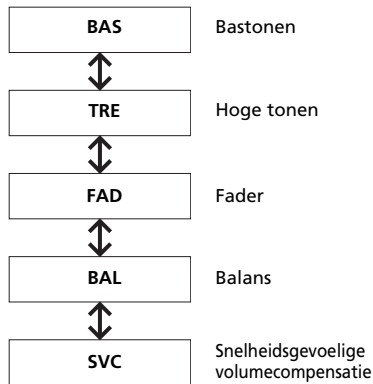 BAS Bastonen
TRE Hoge tonen
FAD Fader
BAL Balans
SVC Snelheidsgevoelige
volumecompensatie